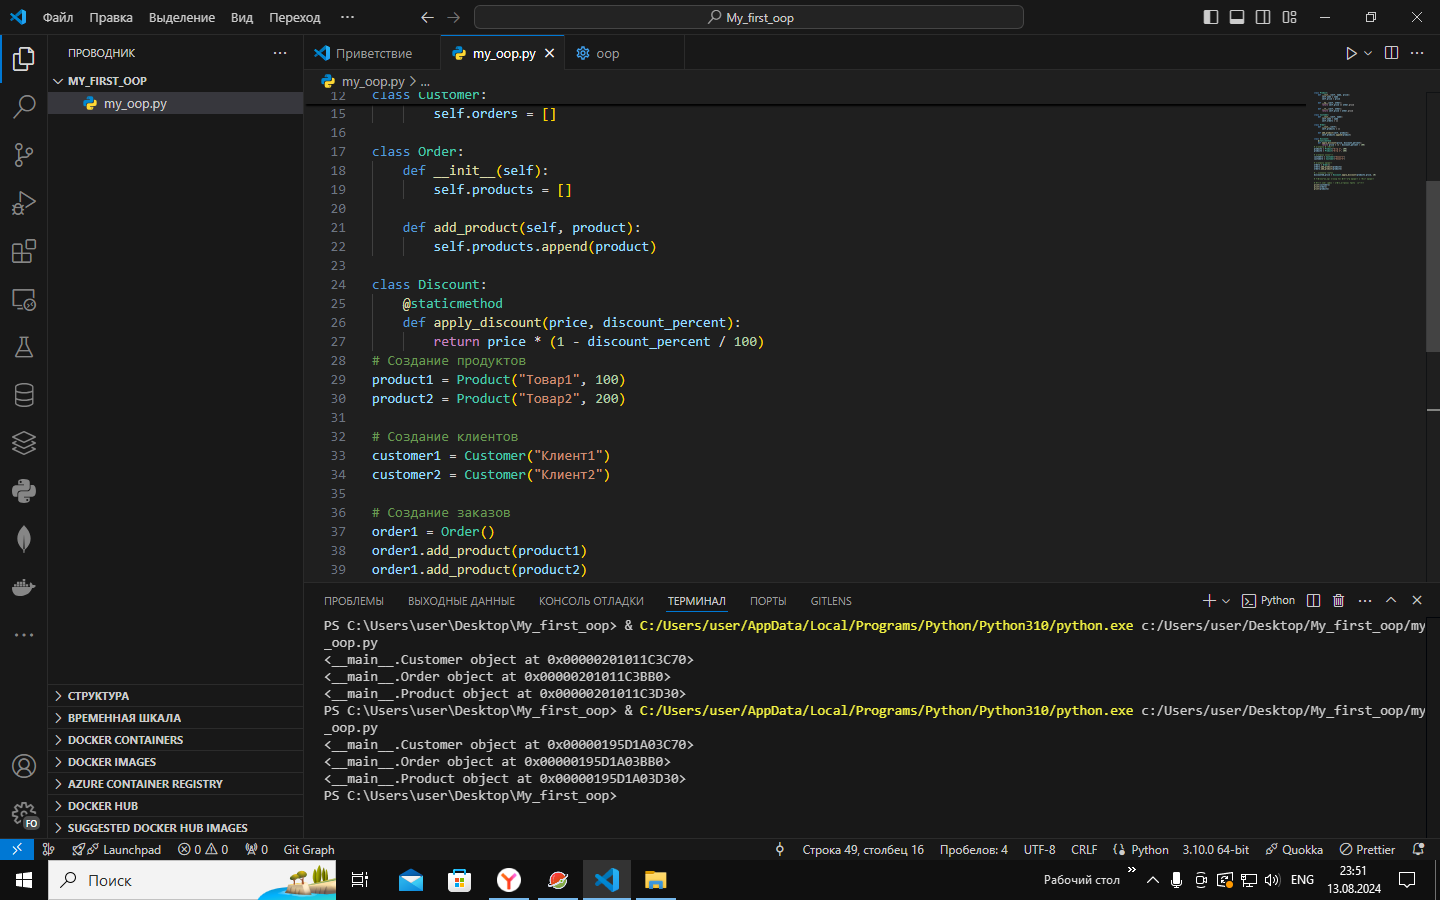 Файл Правка Выделение Вид Переход ···
My_first_oop
ПРОВОДНИК
MY_FIRST_OOP
my_oop.py
СТРУКТУРА
ВРЕМЕННАЯ ШКАЛА
DOCKER CONTAINERS
DOCKER IMAGES
AZURE CONTAINER REGISTRY
DOCKER HUB
SUGGESTED DOCKER HUB IMAGES
FO
Приветствие my_oop.py oop
my_oop.py > ...
12 class Customer:
15 self.orders = []
16
17 class Order:
18 def __init__(self):
19 self.products = []
20
21 def add_product(self, product):
22 self.products.append(product)
23
24 class Discount:
25 @staticmethod
26 def apply_discount(price, discount_percent):
27 return price * (1 - discount_percent / 100)
28 # Создание продуктов
29 product1 = Product("Товар1", 100)
30 product2 = Product("Товар2", 200)
31
32 # Создание клиентов
33 customer1 = Customer("Клиент1")
34 customer2 = Customer("Клиент2")
35
36 # Создание заказов
37 order1 = Order()
38 order1.add_product(product1)
39 order1.add_product(product2)
ПРОБЛЕМЫ ВЫХОДНЫЕ ДАННЫЕ КОНСОЛЬ ОТЛАДКИ ТЕРМИНАЛ ПОРТЫ GITLENS
Python
PS C:\Users\user\Desktop\My_first_oop> & C:/Users/user/AppData/Local/Programs/Python/Python310/python.exe c:/Users/user/Desktop/My_first_oop/my
_oop.py
<__main__.Customer object at 0x00000201011C3C70>
<__main__.Order object at 0x00000201011C3BB0>
<__main__.Product object at 0x00000201011C3D30>
PS C:\Users\user\Desktop\My_first_oop> & C:/Users/user/AppData/Local/Programs/Python/Python310/python.exe c:/Users/user/Desktop/My_first_oop/my
_oop.py
<__main__.Customer object at 0x00000195D1A03C70>
<__main__.Order object at 0x00000195D1A03BB0>
<__main__.Product object at 0x00000195D1A03D30>
PS C:\Users\user\Desktop\My_first_oop>
Launchpad 0 0 0 Git Graph Строка 49, столбец 16 Пробелов: 4 UTF-8 CRLF Python 3.10.0 64-bit Quokka Prettier
Поиск
Рабочий стол
ENG
23:51
13.08.2024